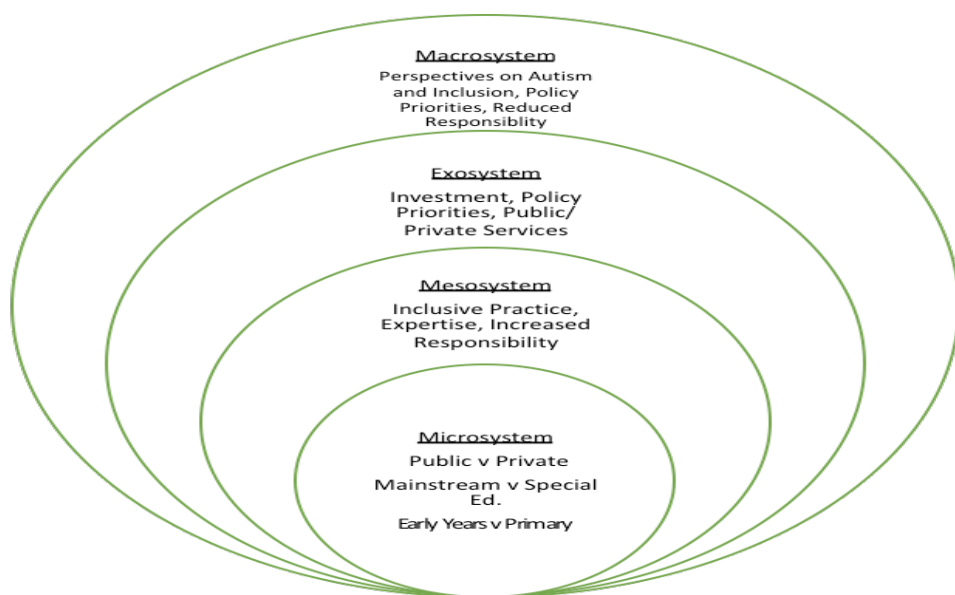 Macrosystem
Perspectives on Autism
and Inclusion, Policy
Priorities, Reduced
Responsiblity
Exosystem
Investment, Policy
Priorities, Public/
Private Services
Mesosystem
Inclusive Practice,
Expertise, Increased
Responsibility
Microsystem
Public v Private
Mainstream v Special
Ed.
Early Years v Primary